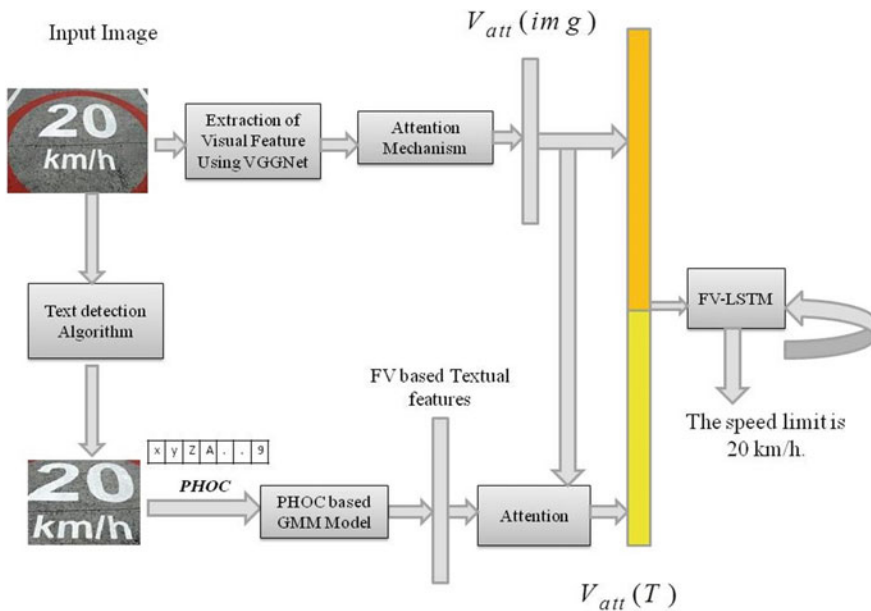 Input Image
V_att (im g)
20
km/h
Extraction of
Visual Feature
Using VGGNet
Attention
Mechanism
Text detection
Algorithm
FV-LSTM
FV based Textual
features
The speed limit is
20 km/h.
x y Z A . . 9
PHOC
20
km/h
PHOC based
GMM Model
Attention
V_att (T)